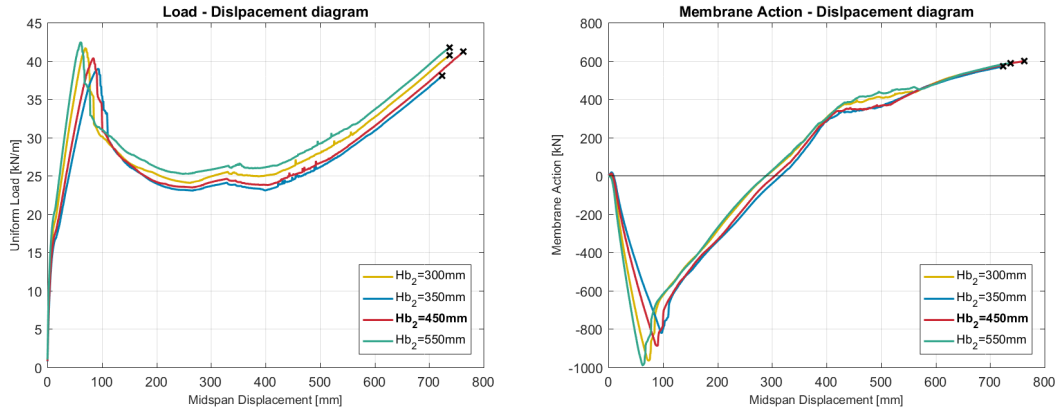 Load - Dislpacement diagram
Uniform Load [kN/m]
45
40
35
30
25
20
15
10
5
0
0 100 200 300 400 500 600 700 800
Midspan Displacement [mm]
Hb2=300mm
Hb2=350mm
Hb2=450mm
Hb2=550mm
Membrane Action - Dislpacement diagram
Membrane Action [kN]
800
600
400
200
0
-200
-400
-600
-800
-1000
0 100 200 300 400 500 600 700 800
Midspan Displacement [mm]
Hb2=300mm
Hb2=350mm
Hb2=450mm
Hb2=550mm